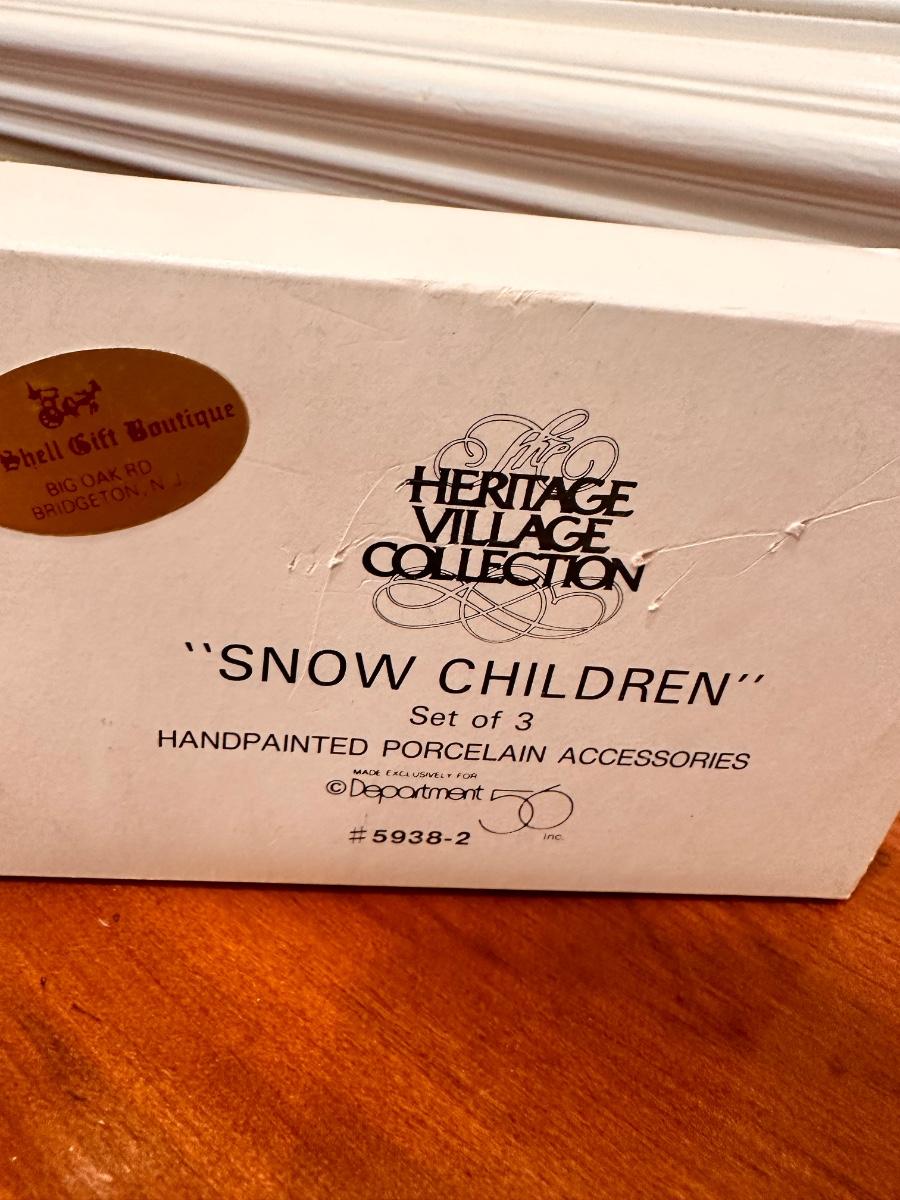 Shell Gift Boutique
BIG OAK RD
BRIDGETON, N.J.
The
HERITAGE
VILLAGE
COLLECTION
"SNOW CHILDREN"
Set of 3
HANDPAINTED PORCELAIN ACCESSORIES
MADE EXCLUSIVELY FOR
© Department 56
inc.
#5938-2